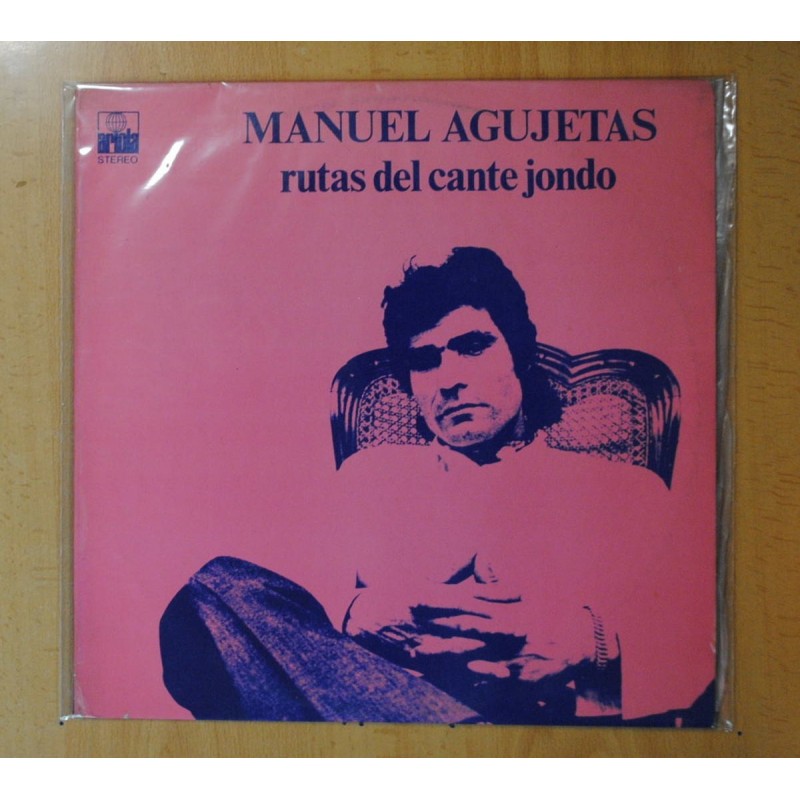 ariola
STEREO
MANUEL AGUJETAS
rutas del cante jondo